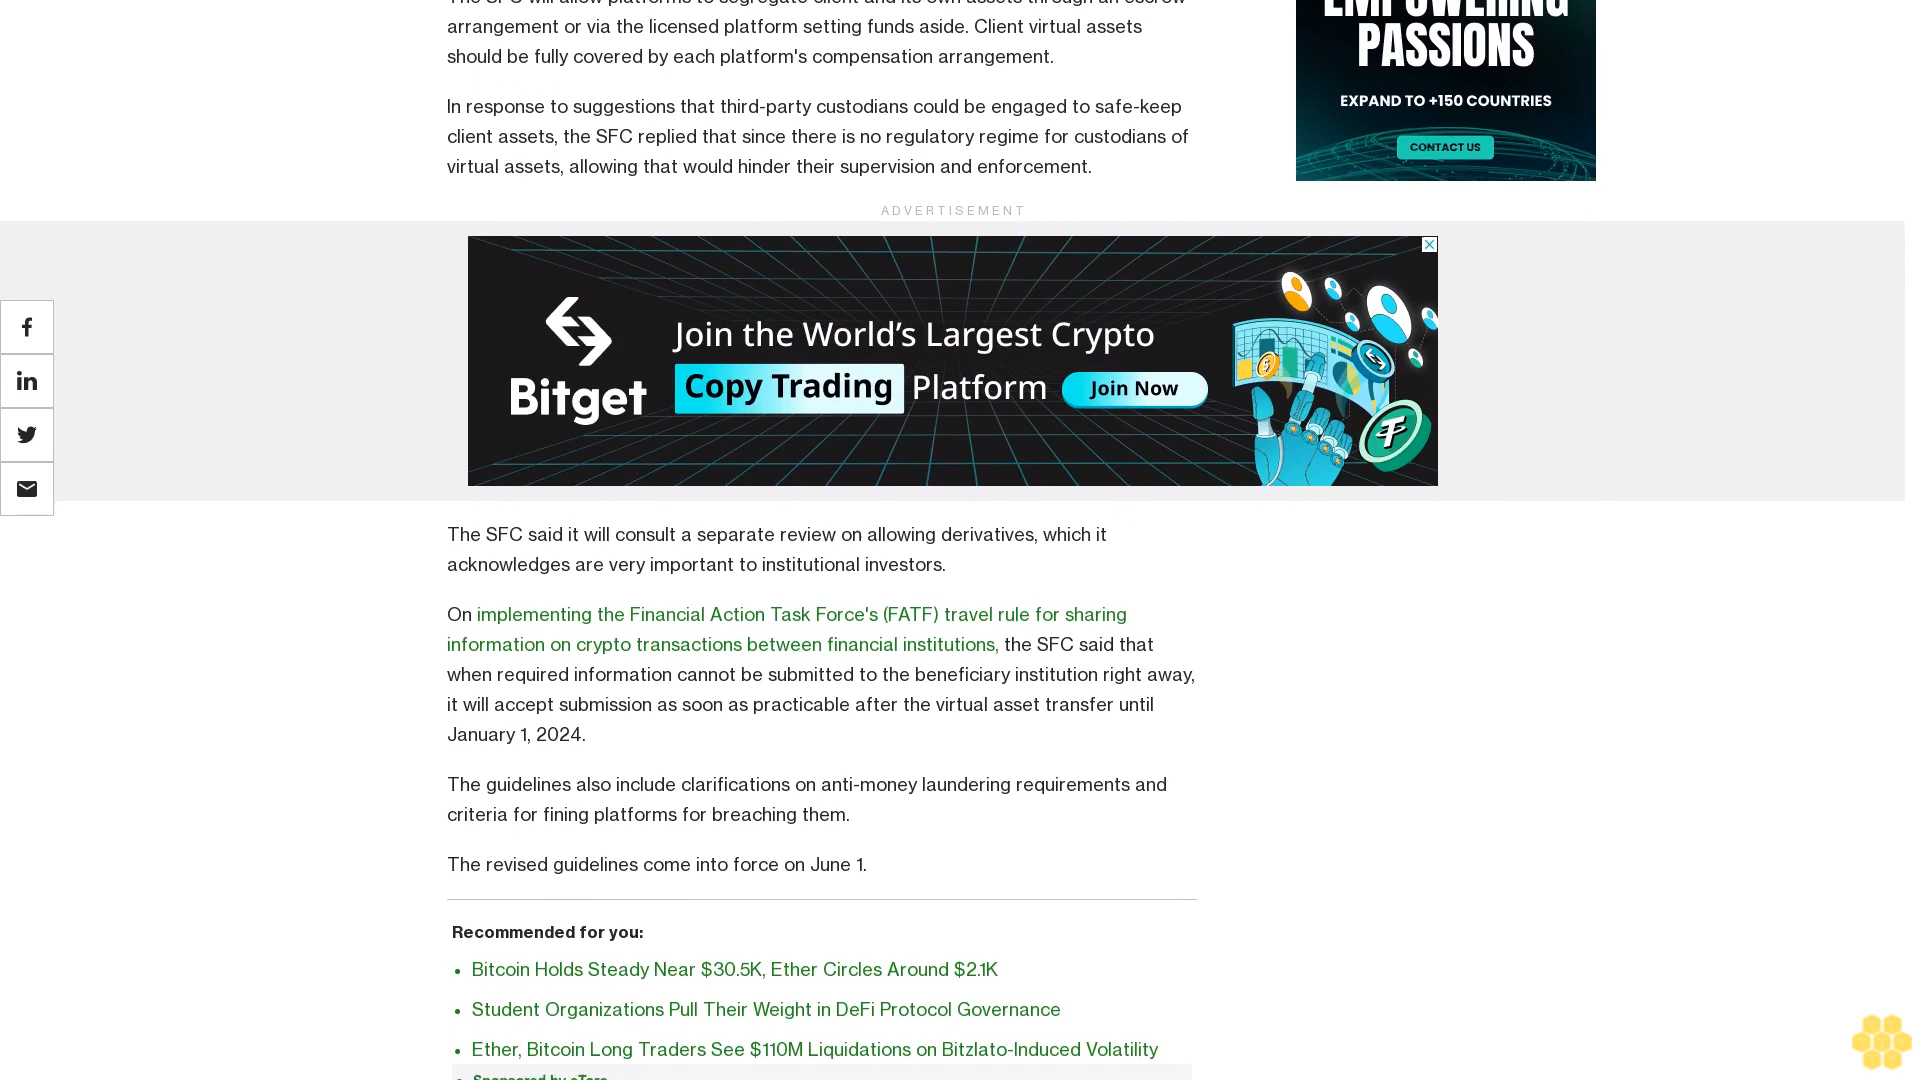 arrangement or via the licensed platform setting funds aside. Client virtual assets
should be fully covered by each platform's compensation arrangement.
In response to suggestions that third-party custodians could be engaged to safe-keep
client assets, the SFC replied that since there is no regulatory regime for custodians of
virtual assets, allowing that would hinder their supervision and enforcement.
EMPOWERING
PASSIONS
EXPAND TO +150 COUNTRIES
CONTACT US
ADVERTISEMENT
Bitget
Join the World's Largest Crypto
Copy Trading Platform
Join Now
The SFC said it will consult a separate review on allowing derivatives, which it
acknowledges are very important to institutional investors.
On implementing the Financial Action Task Force's (FATF) travel rule for sharing
information on crypto transactions between financial institutions, the SFC said that
when required information cannot be submitted to the beneficiary institution right away,
it will accept submission as soon as practicable after the virtual asset transfer until
January 1, 2024.
The guidelines also include clarifications on anti-money laundering requirements and
criteria for fining platforms for breaching them.
The revised guidelines come into force on June 1.
Recommended for you:
• Bitcoin Holds Steady Near $30.5K, Ether Circles Around $2.1K
• Student Organizations Pull Their Weight in DeFi Protocol Governance
• Ether, Bitcoin Long Traders See $110M Liquidations on Bitzlato-Induced Volatility